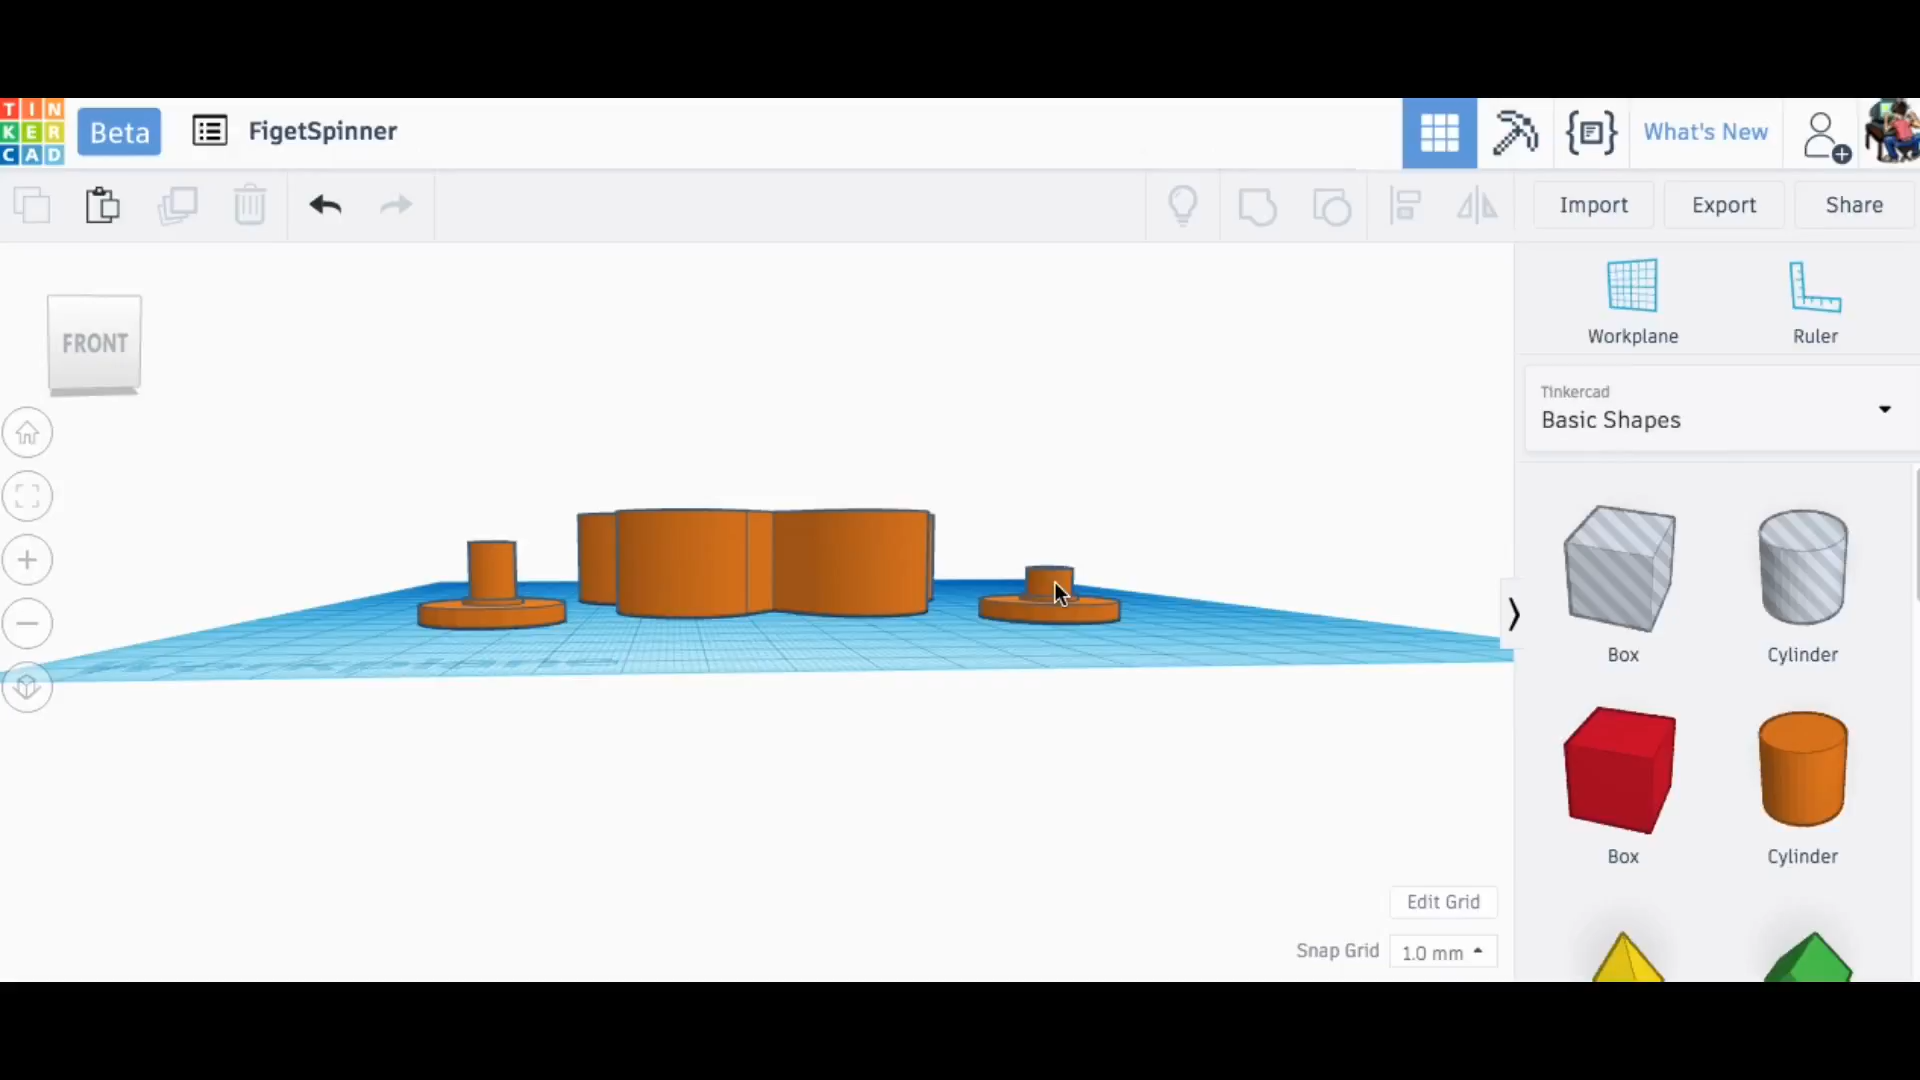 TIN
KER
CAD
Beta
FigetSpinner
What's New
Import
Export
Share
FRONT
Workplane
Ruler
Tinkercad
Basic Shapes
Box
Cylinder
Box
Cylinder
Edit Grid
Snap Grid
1.0 mm